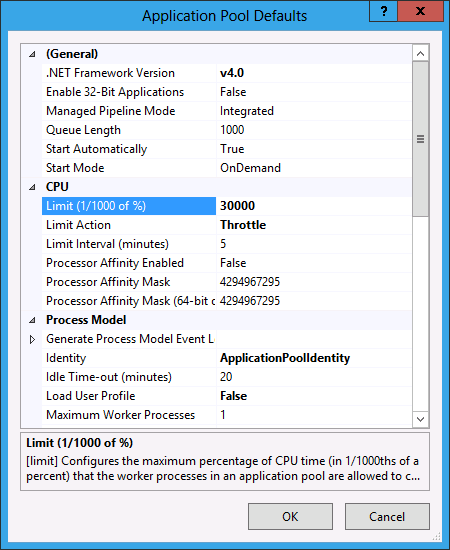 Application Pool Defaults
? x
(General)
.NET Framework Version v4.0
Enable 32-Bit Applications False
Managed Pipeline Mode Integrated
Queue Length 1000
Start Automatically True
Start Mode OnDemand
CPU
Limit (1/1000 of %) 30000
Limit Action Throttle
Limit Interval (minutes) 5
Processor Affinity Enabled False
Processor Affinity Mask 4294967295
Processor Affinity Mask (64-bit c 4294967295
Process Model
Generate Process Model Event L
Identity ApplicationPoolIdentity
Idle Time-out (minutes) 20
Load User Profile False
Maximum Worker Processes 1
Limit (1/1000 of %)
[limit] Configures the maximum percentage of CPU time (in 1/1000ths of a
percent) that the worker processes in an application pool are allowed to c...
OK Cancel